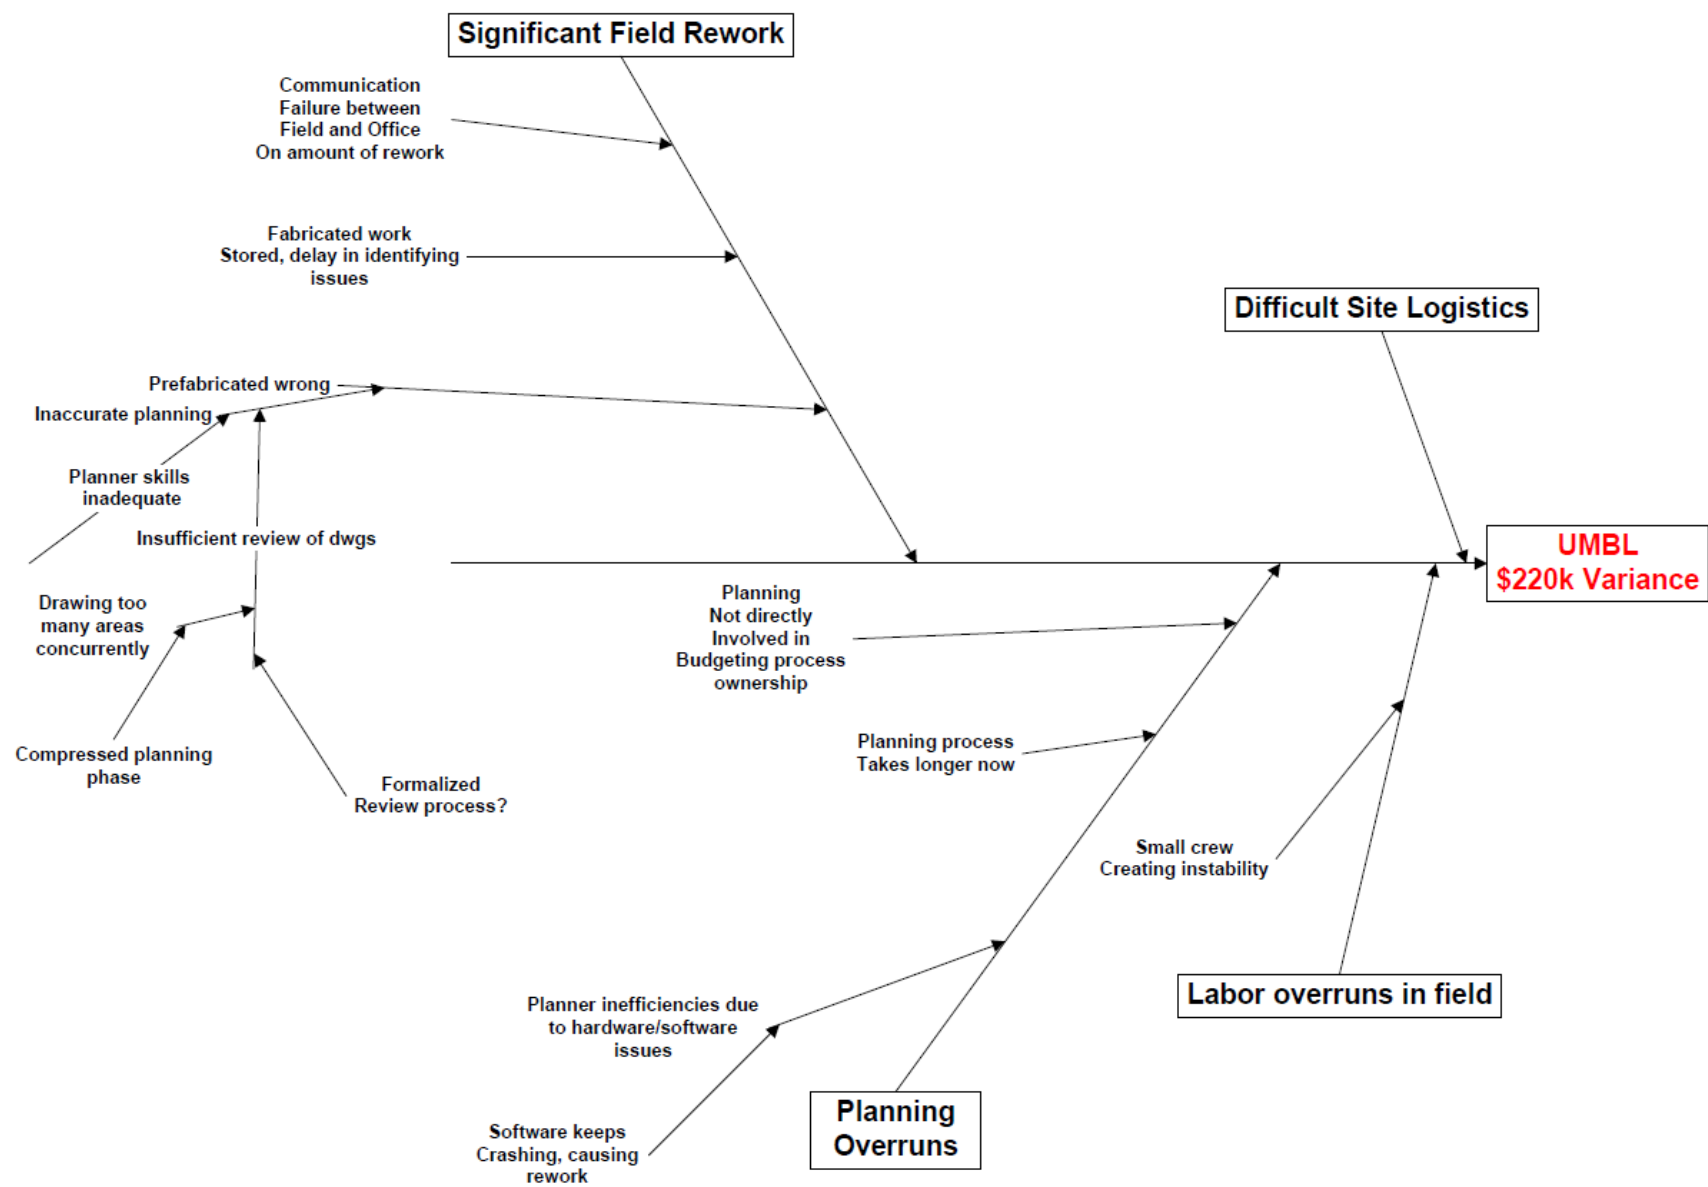 Significant Field Rework
Communication
Failure between
Field and Office
On amount of rework
Fabricated work
Stored, delay in identifying
issues
Difficult Site Logistics
Prefabricated wrong
Inaccurate planning
Planner skills
inadequate
Insufficient review of dwgs
UMBL
$220k Variance
Drawing too
many areas
concurrently
Planning
Not directly
Involved in
Budgeting process
ownership
Compressed planning
phase
Formalized
Review process?
Planning process
Takes longer now
Small crew
Creating instability
Labor overruns in field
Planner inefficiencies due
to hardware/software
issues
Planning
Overruns
Software keeps
Crashing, causing
rework